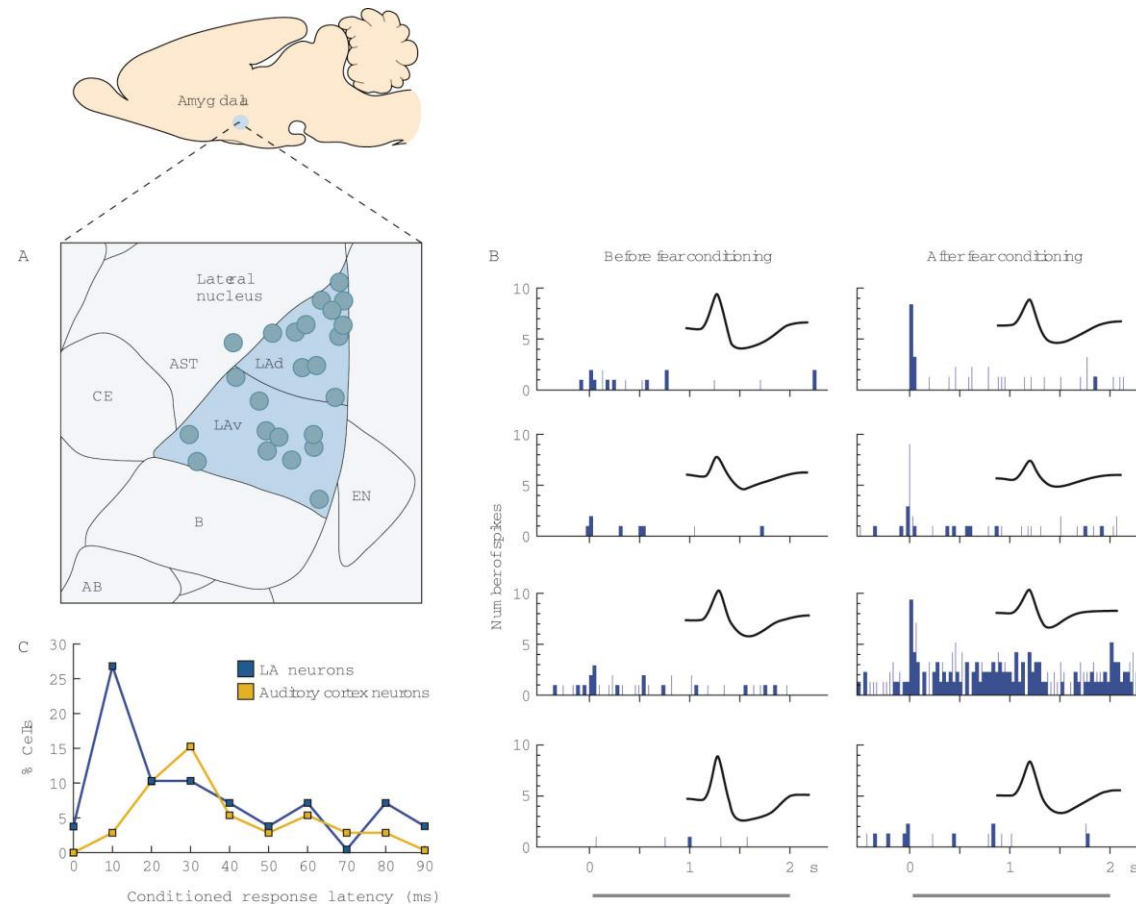 Amygdala
A
Lateral
nucleus
AST
LAd
CE
LAv
EN
B
AB
B
Before fear conditioning
After fear conditioning
Number of spikes
10
5
0
10
5
0
10
5
0
10
5
0
0 1 2 s
0 1 2 s
C
% Cells
30
25
20
15
10
5
0
LA neurons
Auditory cortex neurons
0 10 20 30 40 50 60 70 80 90
Conditioned response latency (ms)